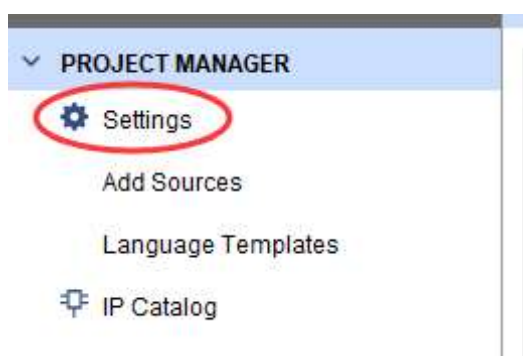 PROJECT MANAGER
Settings
Add Sources
Language Templates
IP Catalog